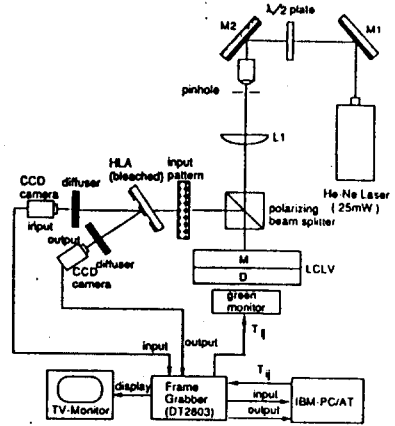 λ/2 plate
M2
M1
pinhole
L1
HLA
(bleached)
input
pattern
CCD
camera
diffuser
input
output
diffuser
CCD
camera
polarizing
beam splitter
He-Ne Laser
(25mW)
M
D
LCLV
green
monitor
Tij
input
output
Tij
display
TV-Monitor
Frame
Grabber
(DT2803)
input
output
IBM-PC/AT